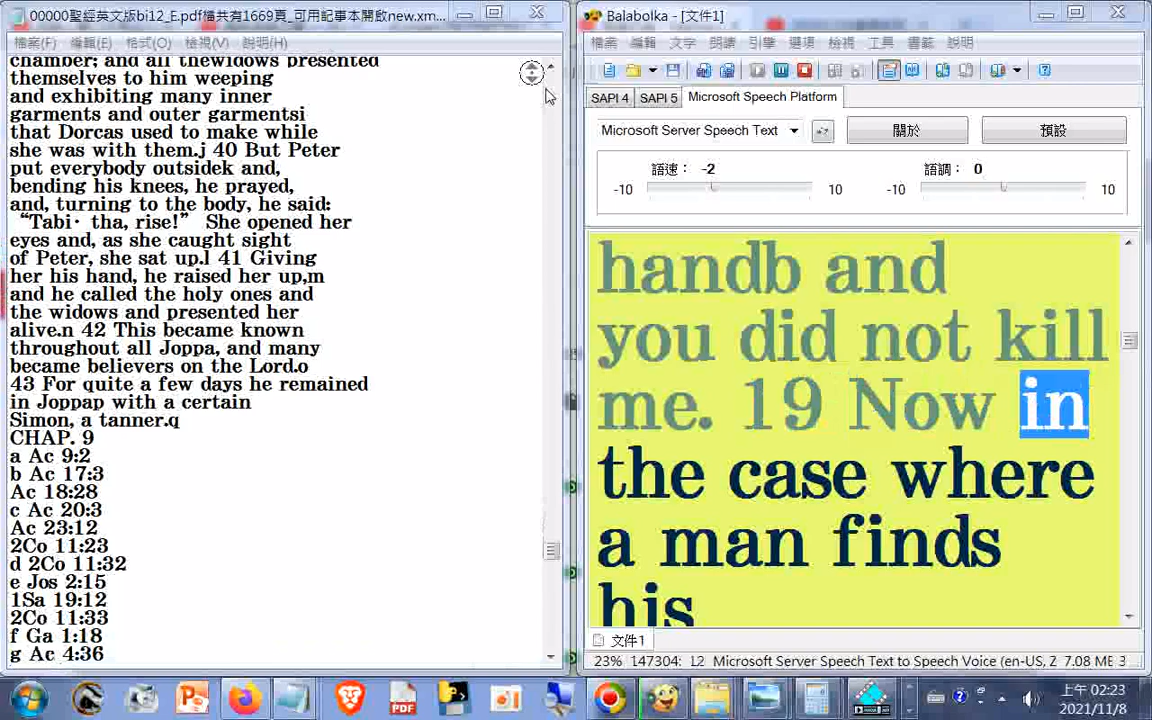 00000聖經英文版bi12_E.pdf檔共有1669頁_可用記事本開啟new.xm...
檔案(F) 編輯(E) 格式(O) 檢視(V) 說明(H)
chamber; and all thewidows presented
themselves to him weeping
and exhibiting many inner
garments and outer garmentsi
that Dorcas used to make while
she was with them.j 40 But Peter
put everybody outsidek and,
bending his knees, he prayed,
and, turning to the body, he said:
“Tabi· tha, rise!” She opened her
eyes and, as she caught sight
of Peter, she sat up.l 41 Giving
her his hand, he raised her up,m
and he called the holy ones and
the widows and presented her
alive.n 42 This became known
throughout all Joppa, and many
became believers on the Lord.o
43 For quite a few days he remained
in Joppap with a certain
Simon, a tanner.q
CHAP. 9
a Ac 9:2
b Ac 17:3
Ac 18:28
c Ac 20:3
Ac 23:12
2Co 11:23
d 2Co 11:32
e Jos 2:15
1Sa 19:12
2Co 11:33
f Ga 1:18
g Ac 4:36
Balabolka - [文件1]
檔案 編輯 文字 朗讀 引擎 選項 檢視 工具 書籤 說明
SAPI 4 SAPI 5 Microsoft Speech Platform
Microsoft Server Speech Text +? 關於 預設
語速： -2 語調： 0
-10 10 -10 10
handb and
you did not kill
me. 19 Now in
the case where
a man finds
his
文件1
23% 147304: 12 Microsoft Server Speech Text to Speech Voice (en-US, 2 7.08 ME 3
PDF
上午 02:23
2021/11/8